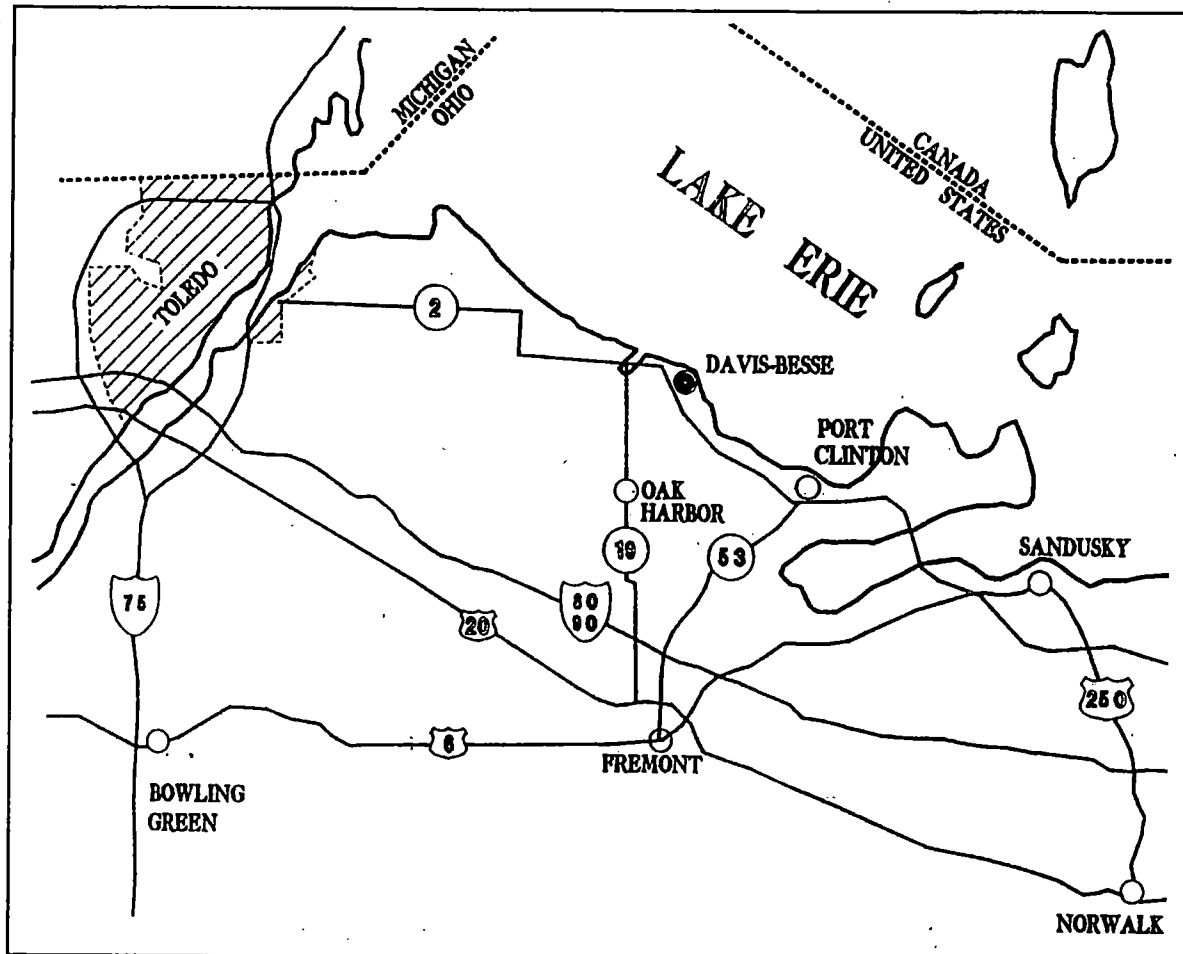 MICHIGAN
OHIO
CANADA
UNITED STATES
LAKE ERIE
TOLEDO
2
DAVIS-BESSE
PORT
CLINTON
OAK
HARBOR
19
53
SANDUSKY
75
20
80
90
250
6
FREMONT
BOWLING
GREEN
NORWALK